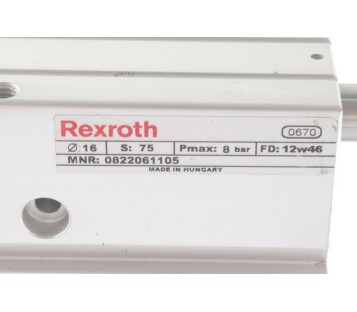 Rexroth 0670
Ø:16 S: 75 Pmax: 8 bar FD: 12w46
MNR: 0822061105
MADE IN HUNGARY